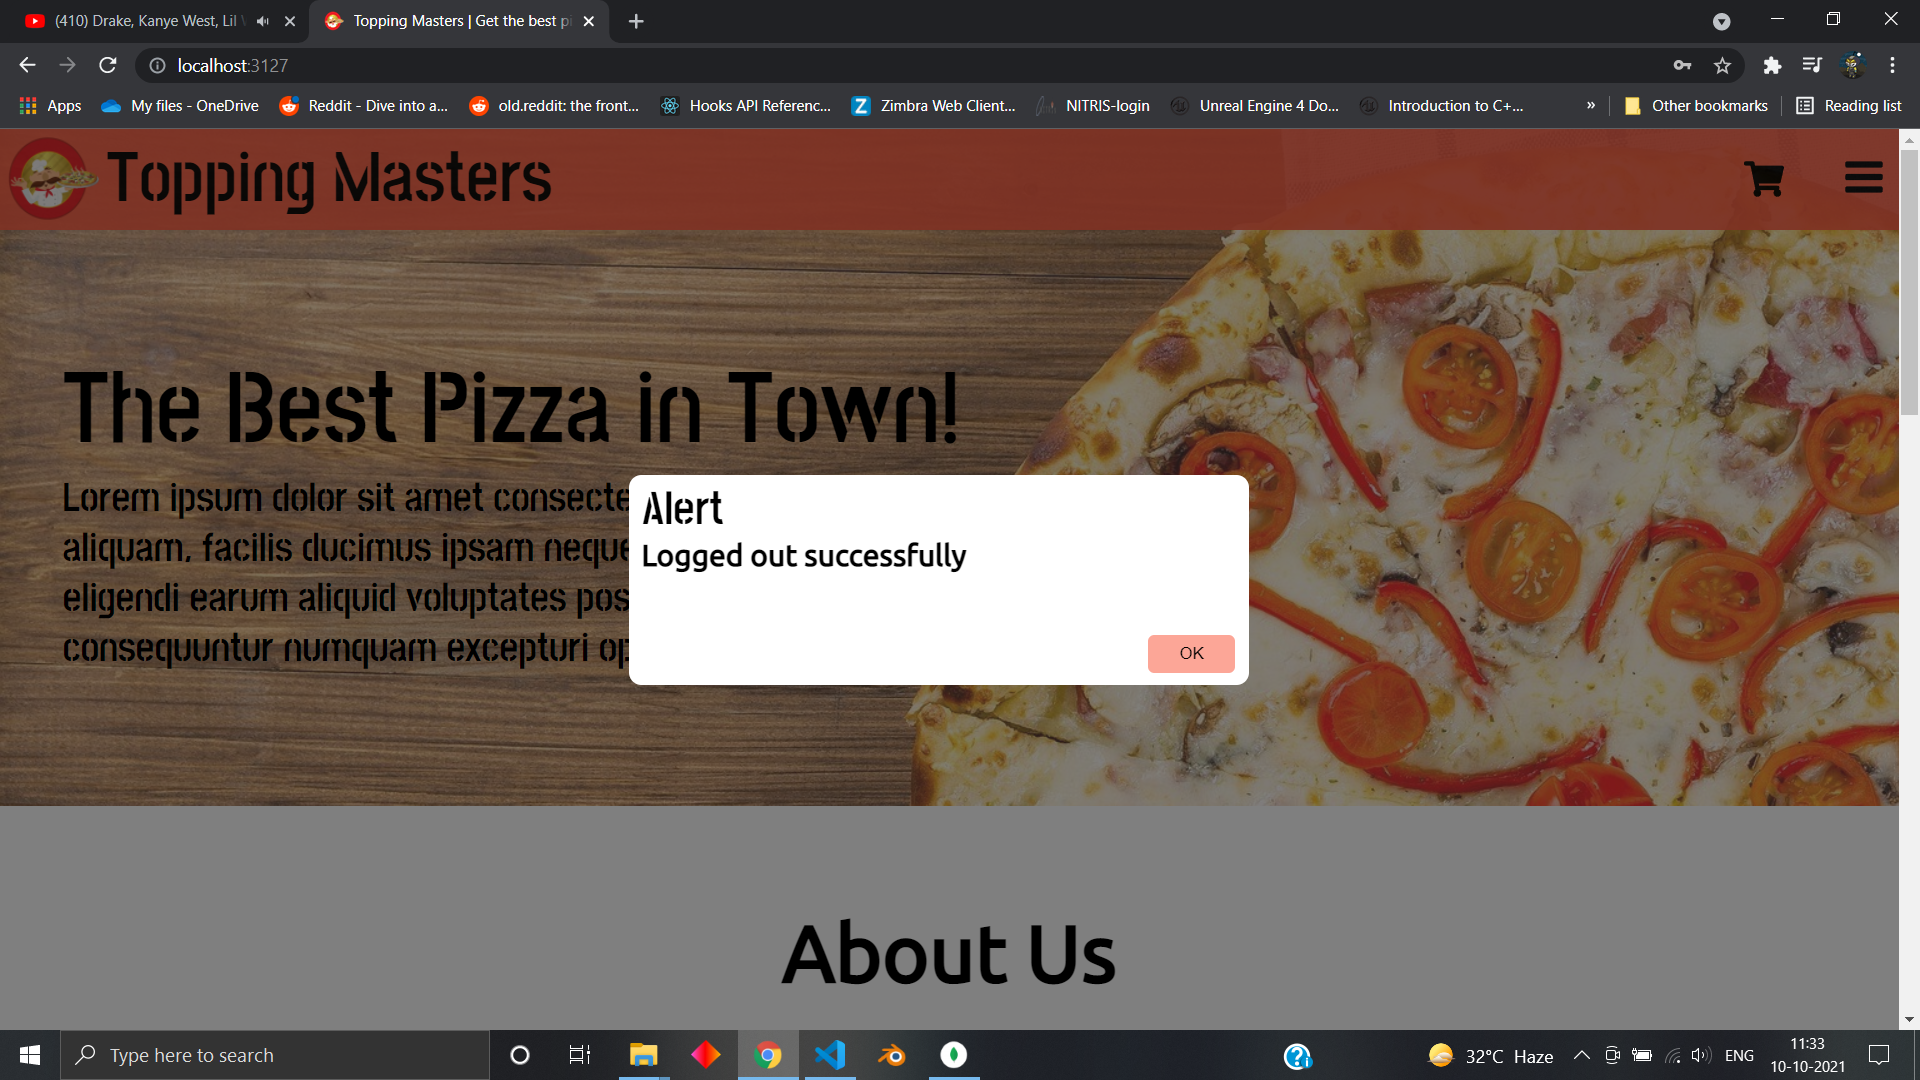 (410) Drake, Kanye West, Lil
Topping Masters | Get the best pi
localhost:3127
Apps
My files - OneDrive
Reddit - Dive into a...
old.reddit: the front...
Hooks API Referenc...
Zimbra Web Client...
NITRIS-login
Unreal Engine 4 Do...
Introduction to C+...
»
Other bookmarks
Reading list
Topping Masters
The Best Pizza in Town!
Lorem ipsum dolor sit amet consecte
aliquam, facilis ducimus ipsam neque
eligendi earum aliquid voluptates pos
consequuntur numquam excepturi op
Alert
Logged out successfully
OK
About Us
Type here to search
32°C Haze
ENG
11:33
10-10-2021